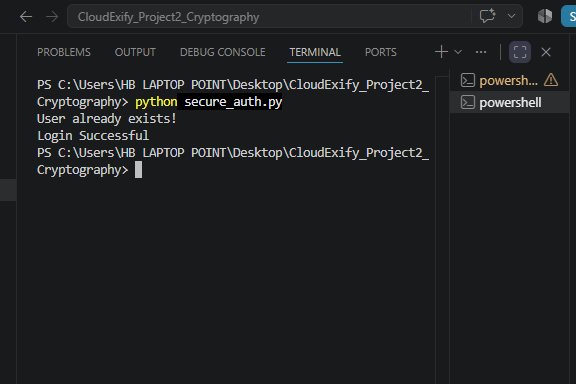 CloudExify_Project2_Cryptography
PROBLEMS OUTPUT DEBUG CONSOLE TERMINAL PORTS
PS C:\Users\HB LAPTOP POINT\Desktop\CloudExify_Project2_
Cryptography> python secure_auth.py
User already exists!
Login Successful
PS C:\Users\HB LAPTOP POINT\Desktop\CloudExify_Project2_
Cryptography>
powersh...
powershell
S